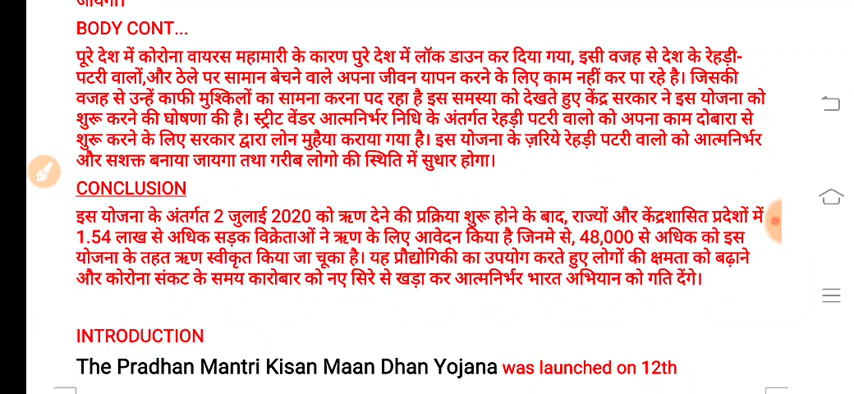 BODY CONT...
पूरे देश में कोरोना वायरस महामारी के कारण पुरे देश में लॉक डाउन कर दिया गया, इसी वजह से देश के रेहड़ी-
पटरी वालों,और ठेले पर सामान बेचने वाले अपना जीवन यापन करने के लिए काम नहीं कर पा रहे है। जिसकी
वजह से उन्हें काफी मुश्किलों का सामना करना पद रहा है इस समस्या को देखते हुए केंद्र सरकार ने इस योजना को
शुरू करने की घोषणा की है। स्ट्रीट वेंडर आत्मनिर्भर निधि के अंतर्गत रेहड़ी पटरी वालो को अपना काम दोबारा से
शुरू करने के लिए सरकार द्वारा लोन मुहैया कराया गया है। इस योजना के ज़रिये रेहड़ी पटरी वालो को आत्मनिर्भर
और सशक्त बनाया जायगा तथा गरीब लोगो की स्थिति में सुधार होगा।
CONCLUSION
इस योजना के अंतर्गत 2 जुलाई 2020 को ऋण देने की प्रक्रिया शुरू होने के बाद, राज्यों और केंद्रशासित प्रदेशों में
1.54 लाख से अधिक सड़क विक्रेताओं ने ऋण के लिए आवेदन किया है जिनमे से, 48,000 से अधिक को इस
योजना के तहत ऋण स्वीकृत किया जा चूका है। यह प्रौद्योगिकी का उपयोग करते हुए लोगों की क्षमता को बढ़ाने
और कोरोना संकट के समय कारोबार को नए सिरे से खड़ा कर आत्मनिर्भर भारत अभियान को गति देंगे।
INTRODUCTION
The Pradhan Mantri Kisan Maan Dhan Yojana was launched on 12th